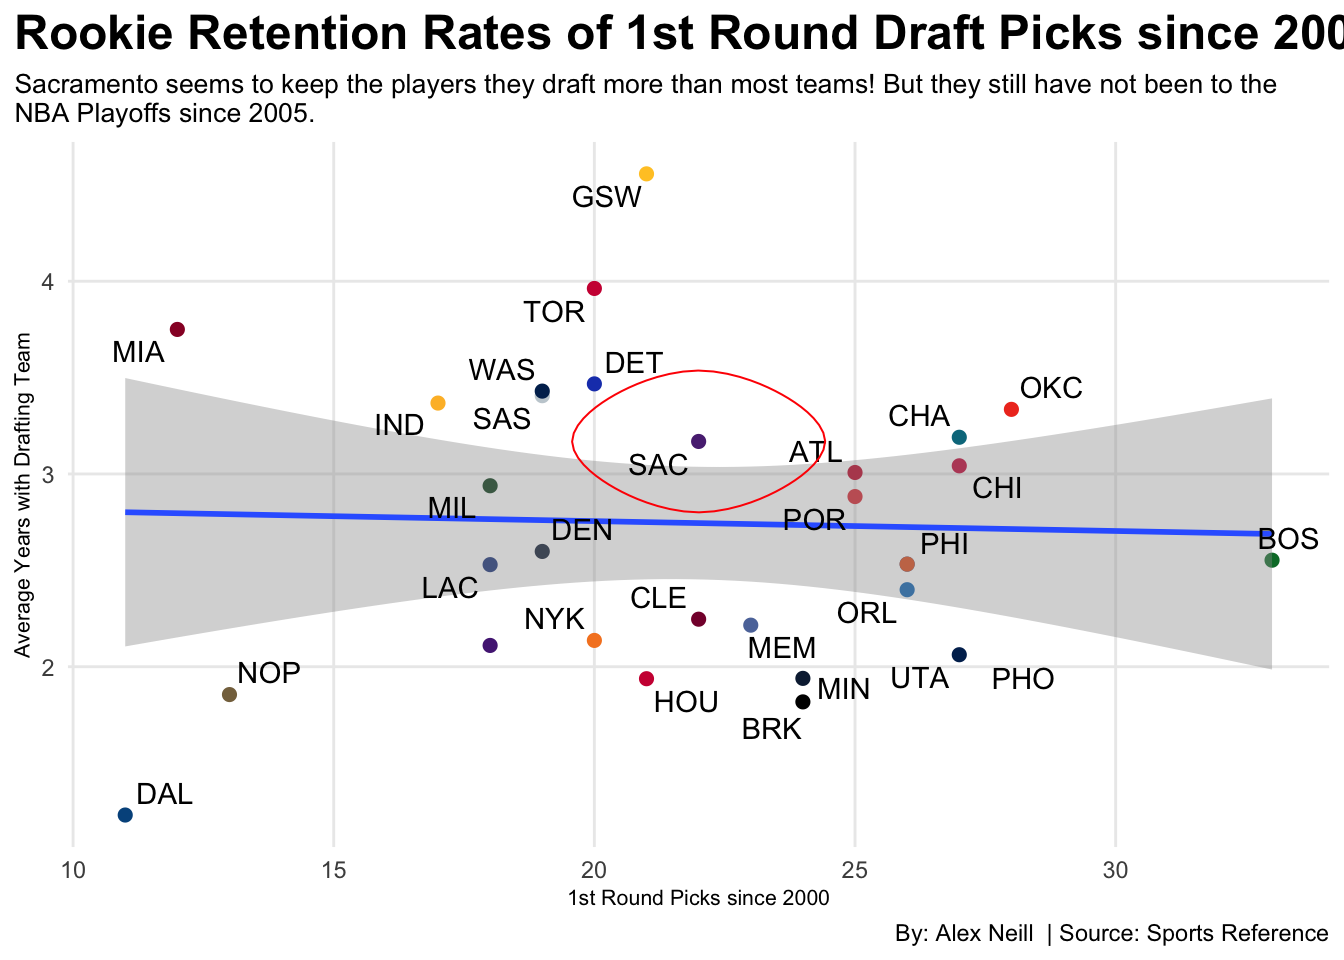 Rookie Retention Rates of 1st Round Draft Picks since 200
Sacramento seems to keep the players they draft more than most teams! But they still have not been to the
NBA Playoffs since 2005.
GSW
4
TOR
MIA
WAS
DET
OKC
IND
SAS
CHA
SAC
ATL
3
CHI
MIL
POR
DEN
BOS
PHI
LAC
CLE
NYK
ORL
MEM
2
NOP
UTA
PHO
MIN
HOU
BRK
DAL
Average Years with Drafting Team
10 15 20 25 30
1st Round Picks since 2000
By: Alex Neill | Source: Sports Reference